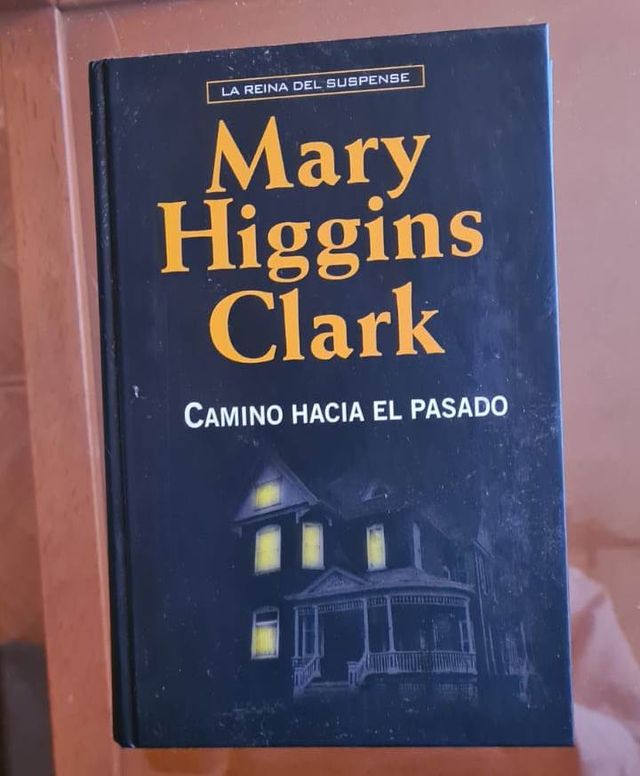 LA REINA DEL SUSPENSE
Mary
Higgins
Clark
CAMINO HACIA EL PASADO